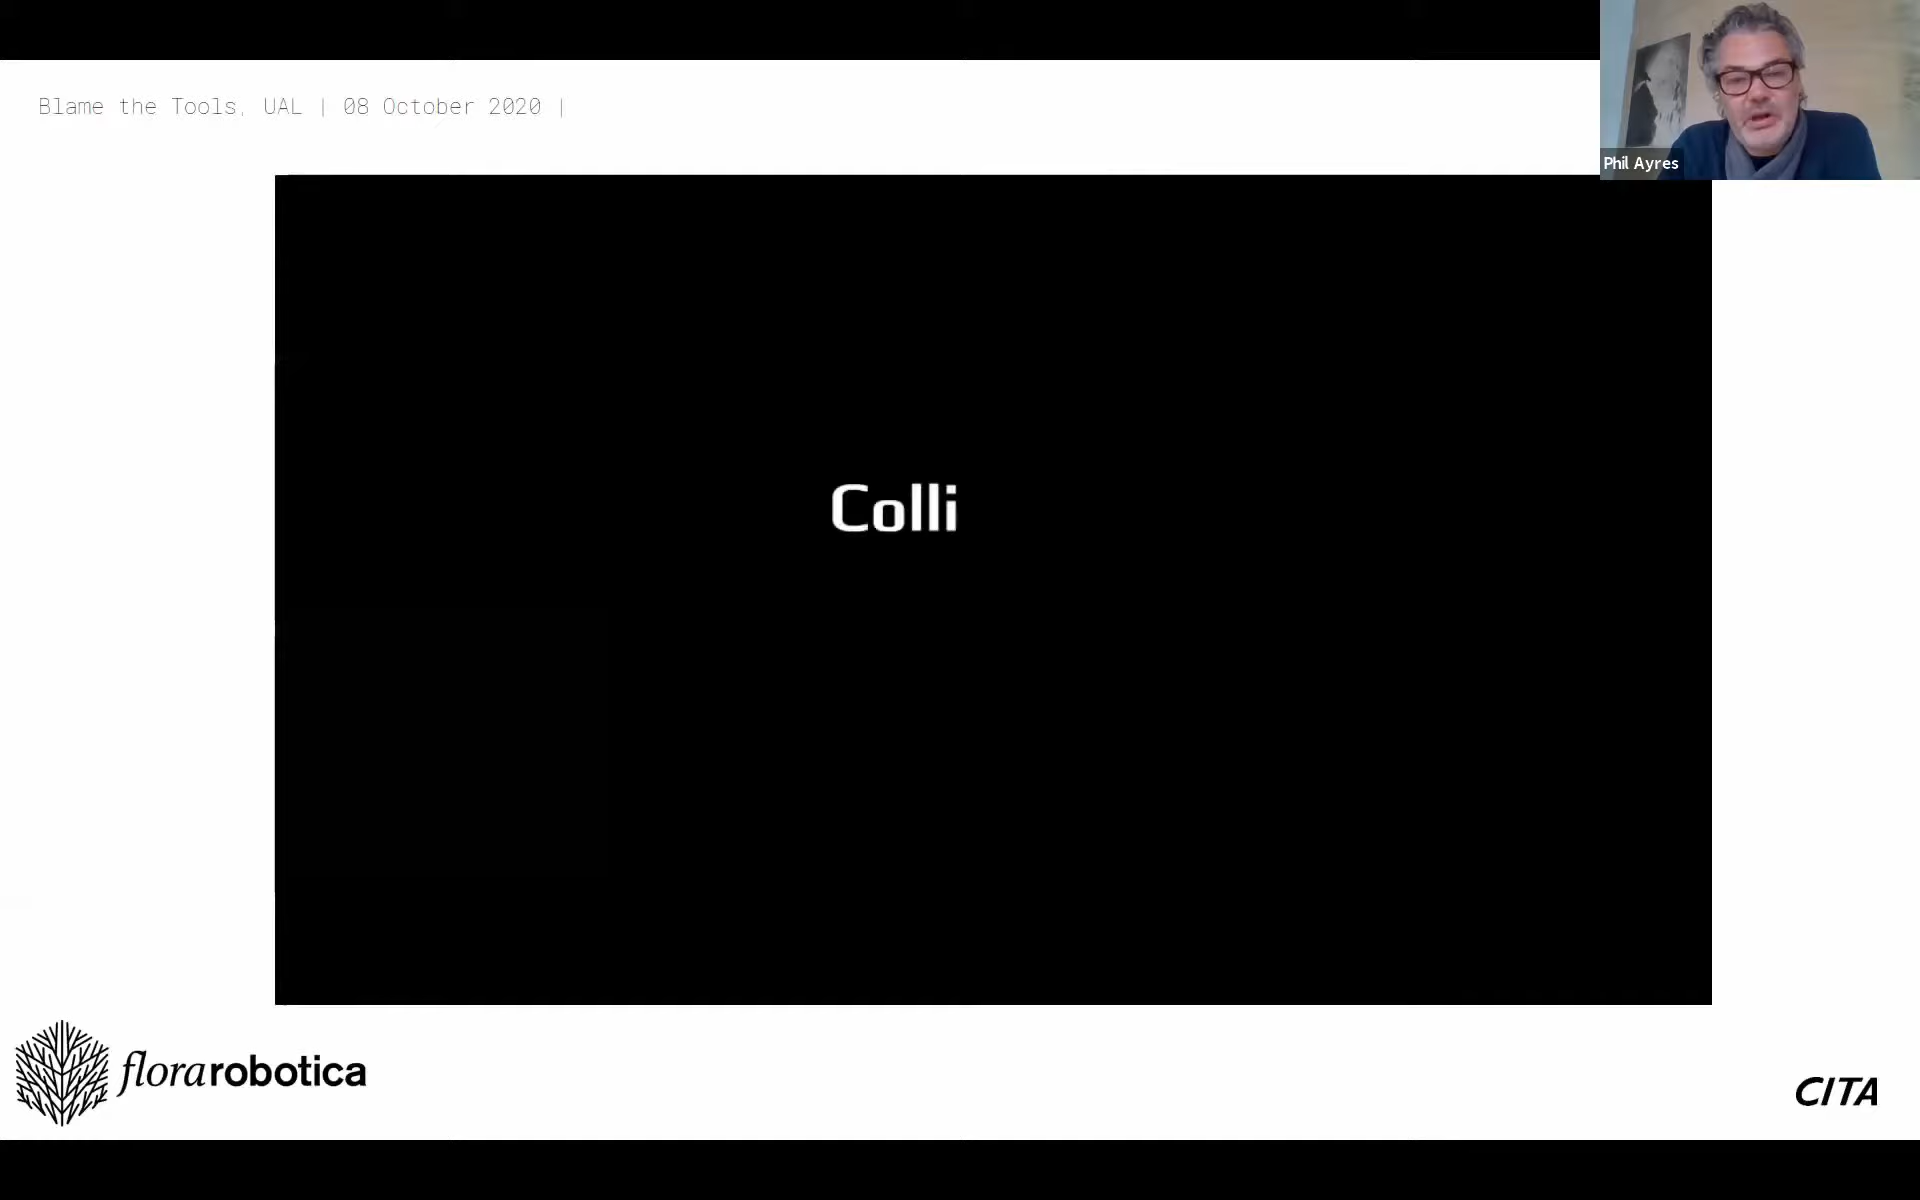 Blame the Tools, UAL | 08 October 2020 |
Phil Ayres
Colli
florarobotica
CITA